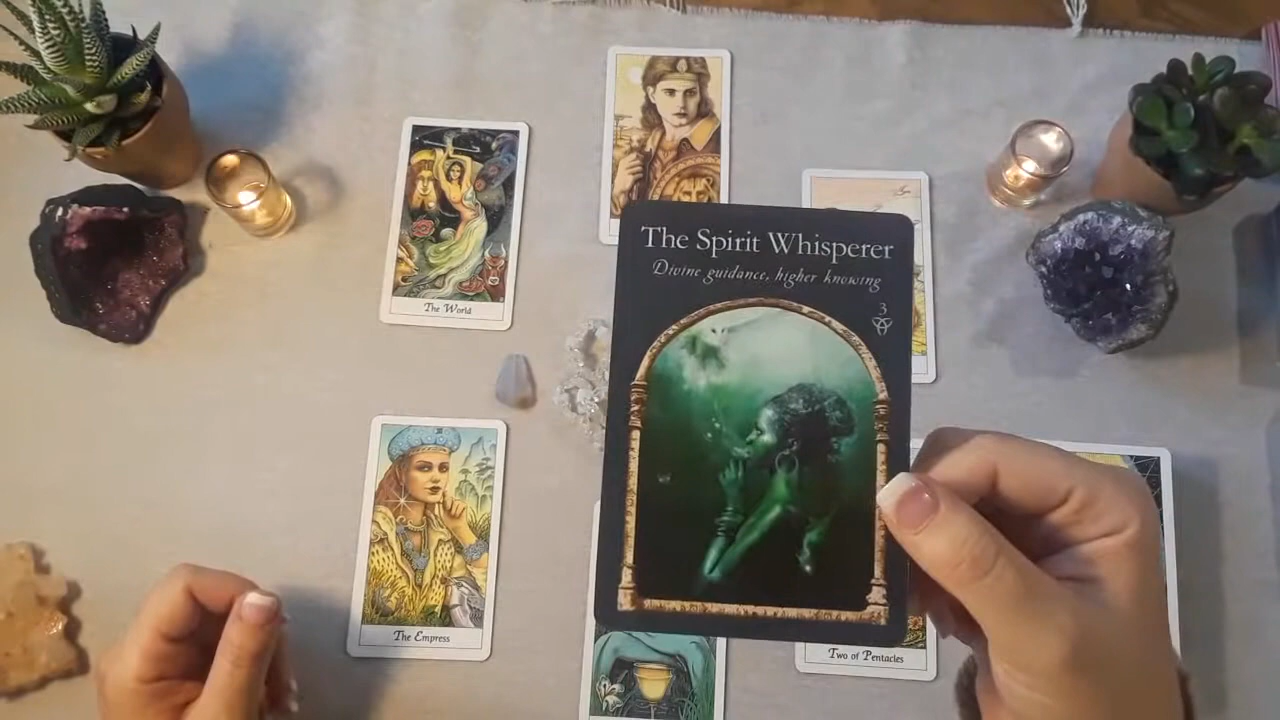 The World
The Spirit Whisperer
Divine guidance, higher knowing
3
The Empress
Two of Pentacles